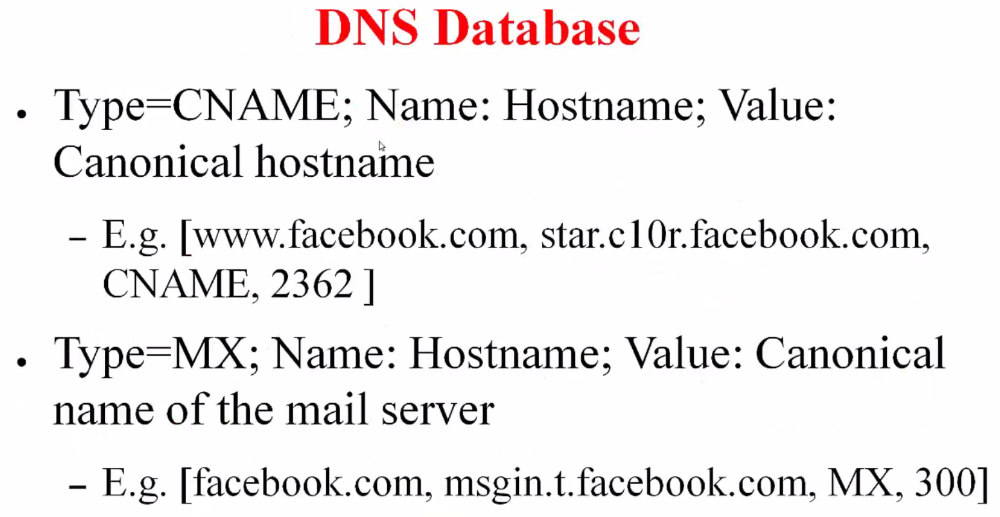 DNS Database
• Type=CNAME; Name: Hostname; Value:
Canonical hostname
– E.g. [www.facebook.com, star.c10r.facebook.com,
CNAME, 2362 ]
• Type=MX; Name: Hostname; Value: Canonical
name of the mail server
– E.g. [facebook.com, msgin.t.facebook.com, MX, 300]